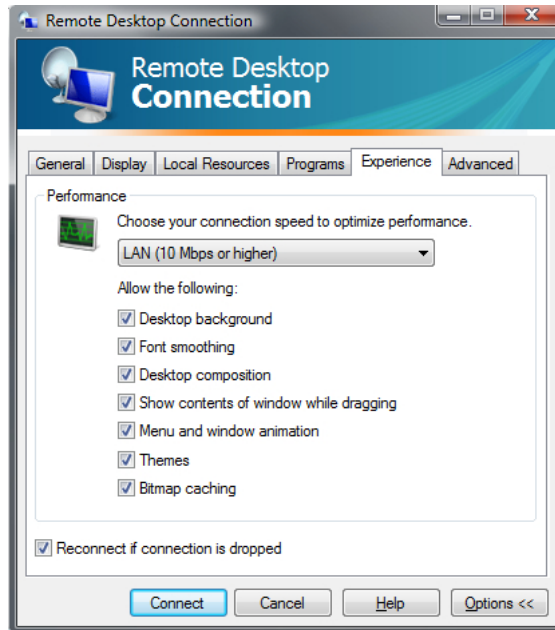 Remote Desktop Connection
Remote Desktop
Connection
General Display Local Resources Programs Experience Advanced
Performance
Choose your connection speed to optimize performance.
LAN (10 Mbps or higher)
Allow the following:
Desktop background
Font smoothing
Desktop composition
Show contents of window while dragging
Menu and window animation
Themes
Bitmap caching
Reconnect if connection is dropped
Connect Cancel Help Options <<